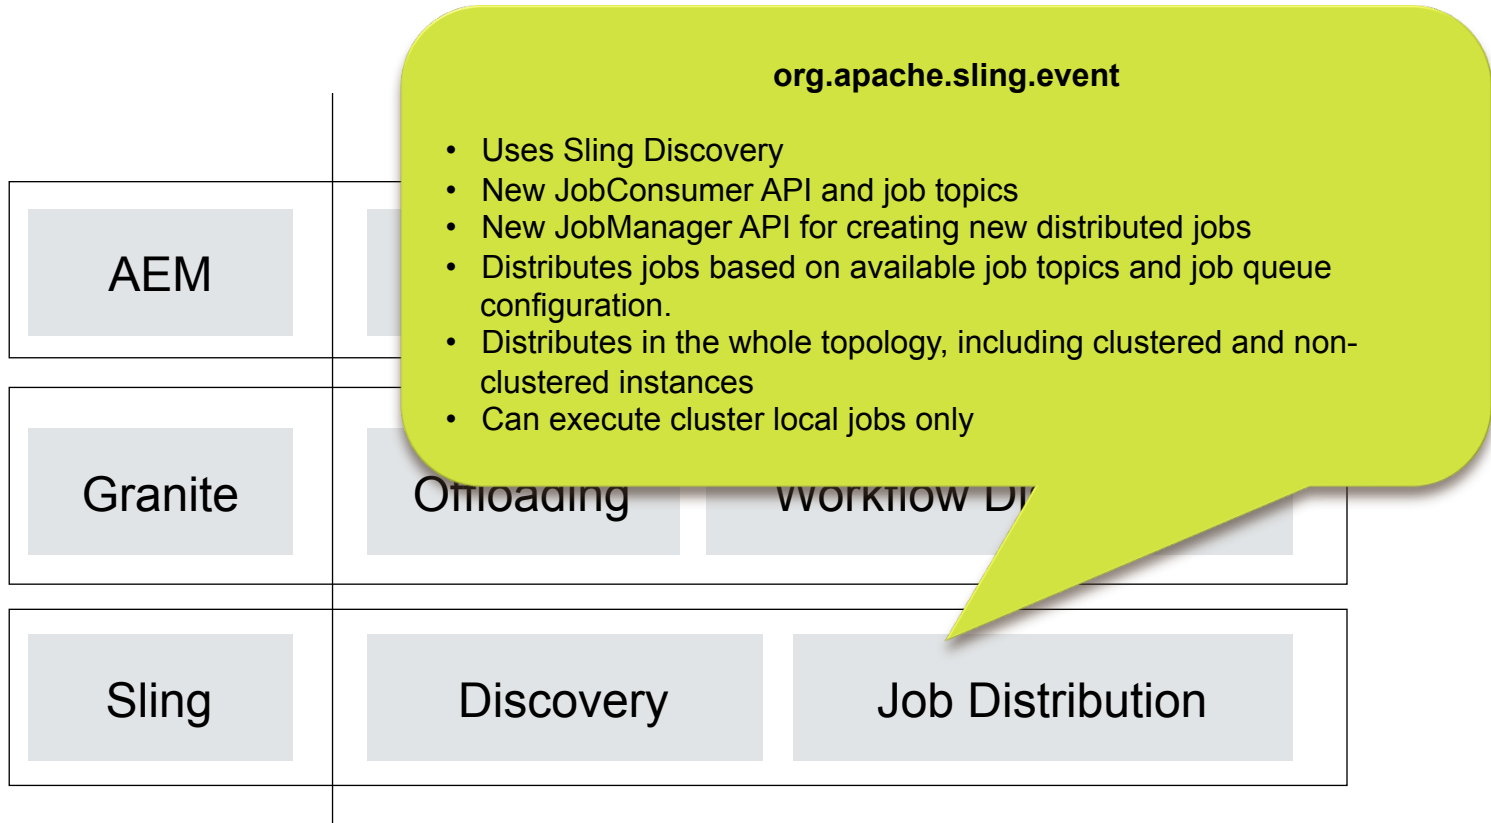 org.apache.sling.event
• Uses Sling Discovery
• New JobConsumer API and job topics
• New JobManager API for creating new distributed jobs
• Distributes jobs based on available job topics and job queue
configuration.
• Distributes in the whole topology, including clustered and non-
clustered instances
• Can execute cluster local jobs only
AEM
Granite
Offloading
Workflow
Sling
Discovery
Job Distribution